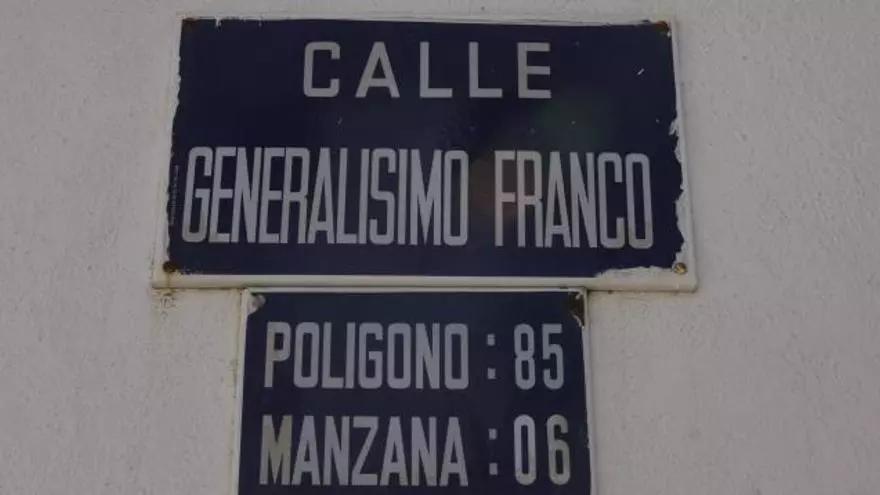 CALLE
GENERALISIMO FRANCO
POLIGONO : 85
MANZANA : 06